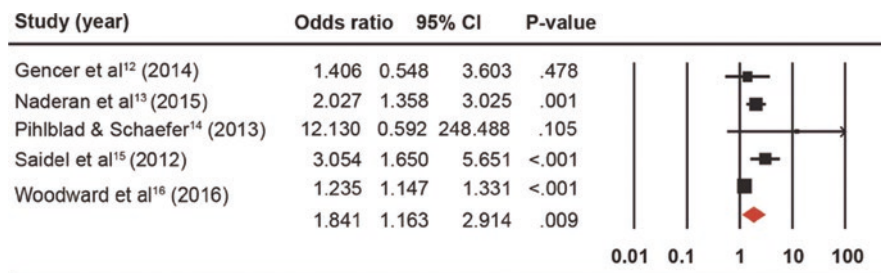 Study (year) Odds ratio 95% CI P-value
Gencer et al¹² (2014) 1.406 0.548 3.603 .478
Naderan et al¹³ (2015) 2.027 1.358 3.025 .001
Pihlblad & Schaefer¹⁴ (2013) 12.130 0.592 248.488 .105
Saidel et al¹⁵ (2012) 3.054 1.650 5.651 <.001
Woodward et al¹⁶ (2016) 1.235 1.147 1.331 <.001
1.841 1.163 2.914 .009
0.01 0.1 1 10 100